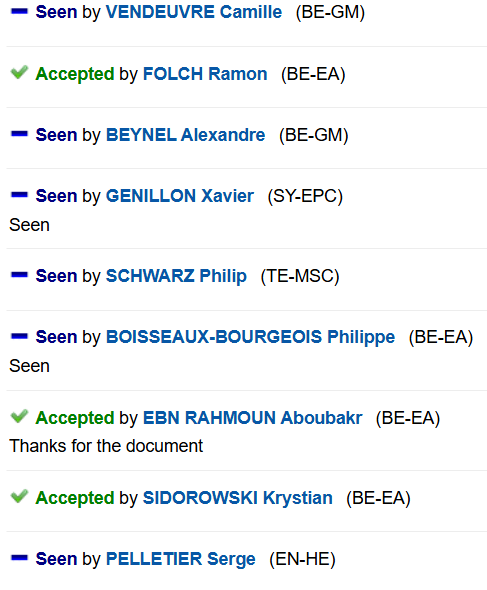 Seen by VENDEUVRE Camille (BE-GM)
Accepted by FOLCH Ramon (BE-EA)
Seen by BEYNEL Alexandre (BE-GM)
Seen by GENILLON Xavier (SY-EPC)
Seen
Seen by SCHWARZ Philip (TE-MSC)
Seen by BOISSEAUX-BOURGEOIS Philippe (BE-EA)
Seen
Accepted by EBN RAHMOUN Aboubakr (BE-EA)
Thanks for the document
Accepted by SIDOROWSKI Krystian (BE-EA)
Seen by PELLETIER Serge (EN-HE)